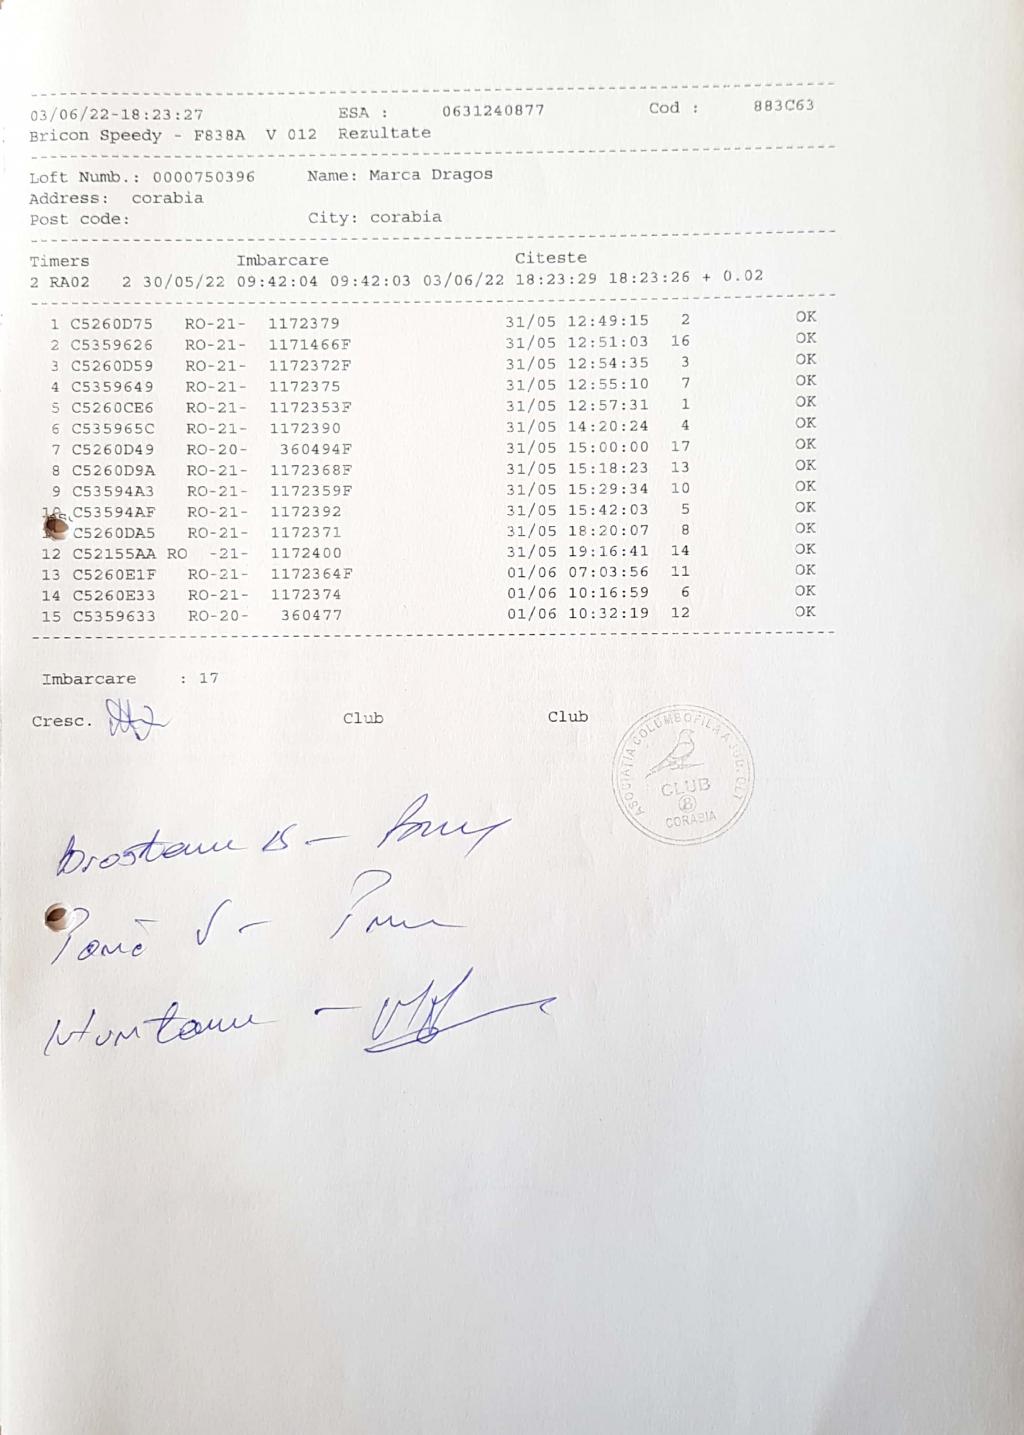 03/06/22-18:23:27 ESA : 0631240877 Cod : 883C63
Bricon Speedy - F838A V 012 Rezultate
Loft Numb.: 0000750396 Name: Marca Dragos
Address: corabia
Post code: City: corabia
Timers Imbarcare Citeste
2 RA02 2 30/05/22 09:42:04 09:42:03 03/06/22 18:23:29 18:23:26 + 0.02
1 C5260D75 RO-21- 1172379 31/05 12:49:15 2 OK
2 C5359626 RO-21- 1171466F 31/05 12:51:03 16 OK
3 C5260D59 RO-21- 1172372F 31/05 12:54:35 3 OK
4 C5359649 RO-21- 1172375 31/05 12:55:10 7 OK
5 C5260CE6 RO-21- 1172353F 31/05 12:57:31 1 OK
6 C535965C RO-21- 1172390 31/05 14:20:24 4 OK
7 C5260D49 RO-20- 360494F 31/05 15:00:00 17 OK
8 C5260D9A RO-21- 1172368F 31/05 15:18:23 13 OK
9 C53594A3 RO-21- 1172359F 31/05 15:29:34 10 OK
10 C53594AF RO-21- 1172392 31/05 15:42:03 5 OK
C5260DA5 RO-21- 1172371 31/05 18:20:07 8 OK
12 C52155AA RO -21- 1172400 31/05 19:16:41 14 OK
13 C5260E1F RO-21- 1172364F 01/06 07:03:56 11 OK
14 C5260E33 RO-21- 1172374 01/06 10:16:59 6 OK
15 C5359633 RO-20- 360477 01/06 10:32:19 12 OK
Imbarcare : 17
Cresc. Club Club
ASOCIATIA COLUMBOFILA A JUD. OLT
CLUB
8
CORABIA